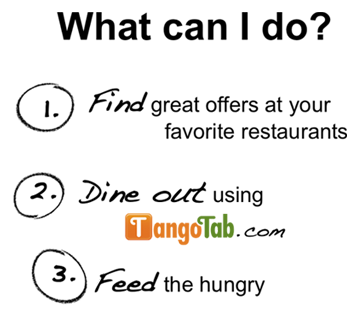 What can I do?
1. Find great offers at your
favorite restaurants
2. Dine out using
TangoTab.com
3. Feed the hungry